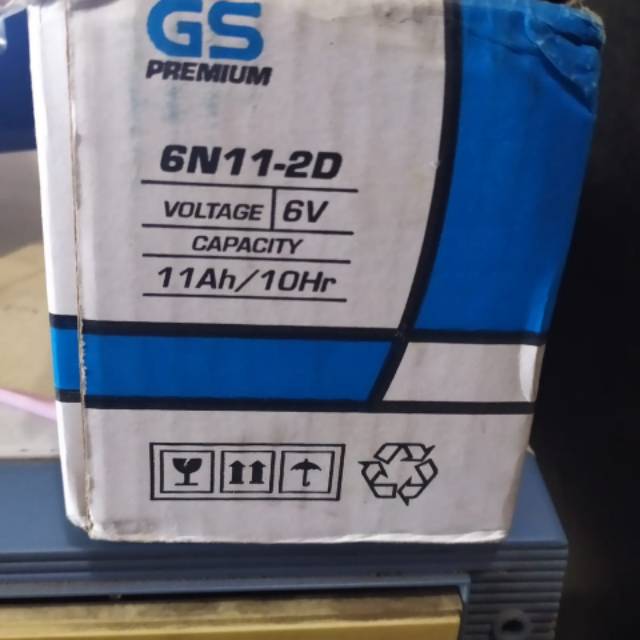 GS
PREMIUM
6N11-2D
VOLTAGE 6V
CAPACITY
11Ah/10Hr